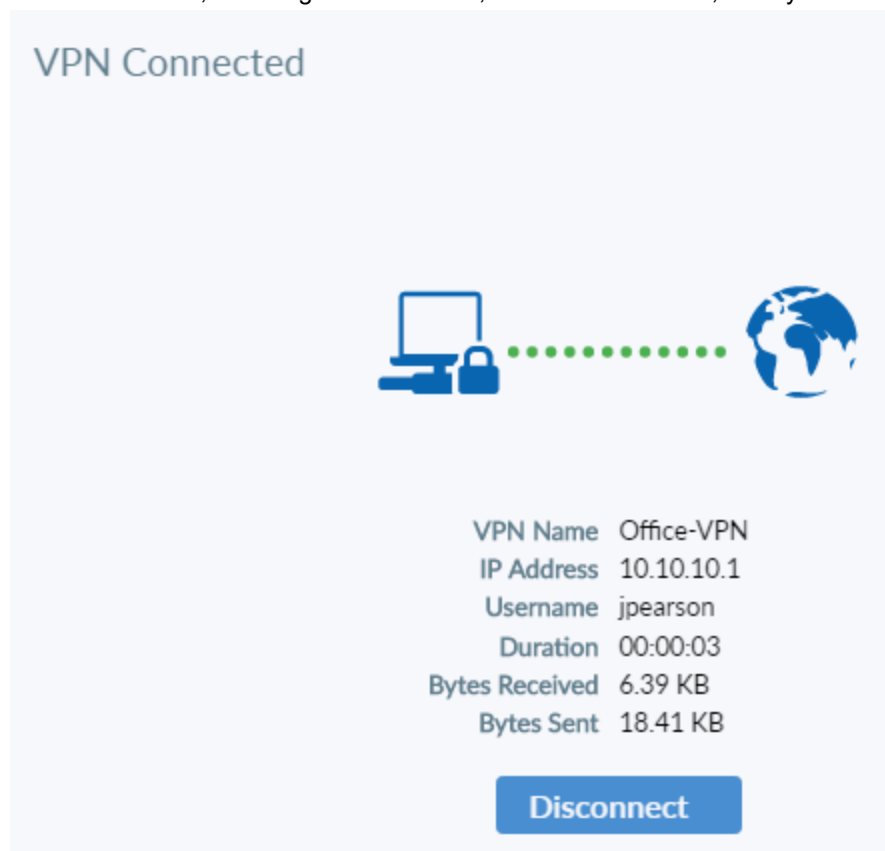 VPN Connected
VPN Name Office-VPN
IP Address 10.10.10.1
Username jpearson
Duration 00:00:03
Bytes Received 6.39 KB
Bytes Sent 18.41 KB
Disconnect